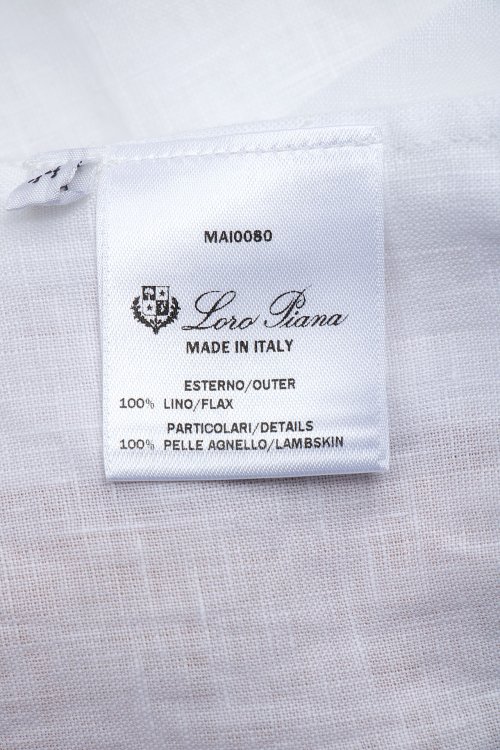 MAI0080
Loro Piana
MADE IN ITALY
ESTERNO/OUTER
100% LINO/FLAX
PARTICOLARI/DETAILS
100% PELLE AGNELLO/LAMBSKIN